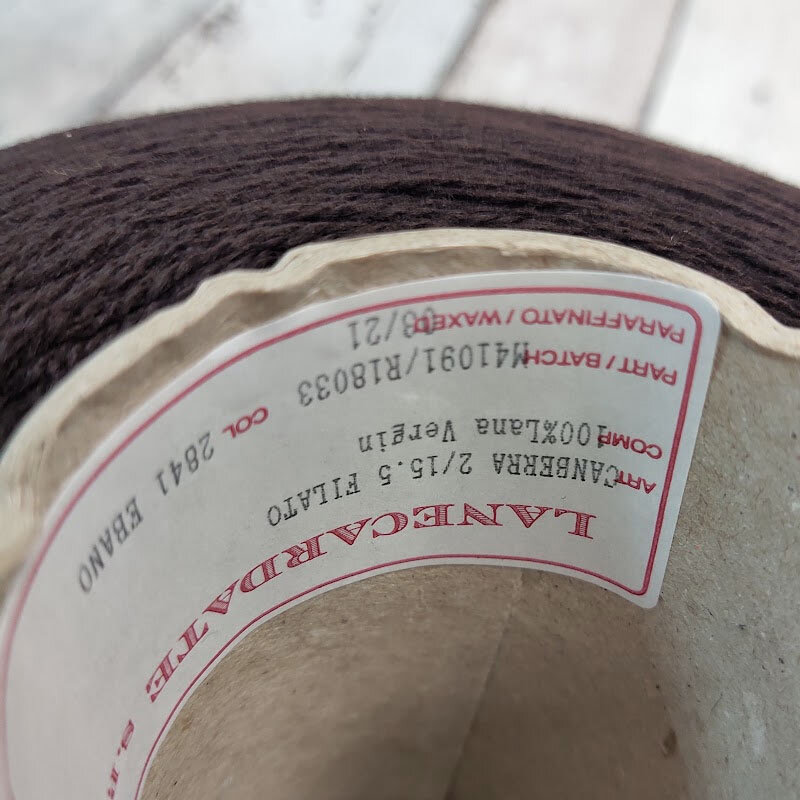 LANECARDATE S.
ART. CANBERRA 2/15.5 FILATO
COMP. 100%Lana Vergin
COL 2841 EBANO
PART / BATCH M41091/R18033
PARAFFINATO / WAXED 03/21